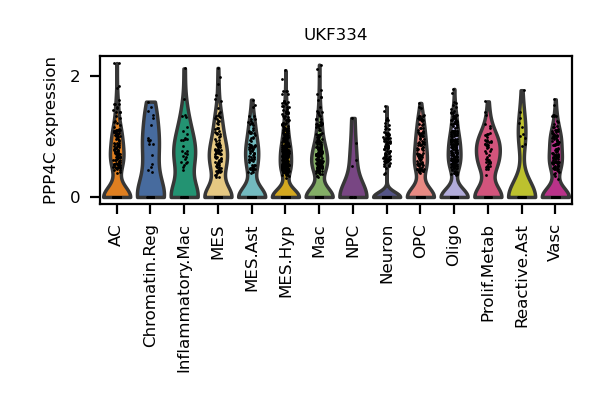 UKF334
PPP4C expression
2
0
AC
Chromatin.Reg
Inflammatory.Mac
MES
MES.Ast
MES.Hyp
Mac
NPC
Neuron
OPC
Oligo
Prolif.Metab
Reactive.Ast
Vasc